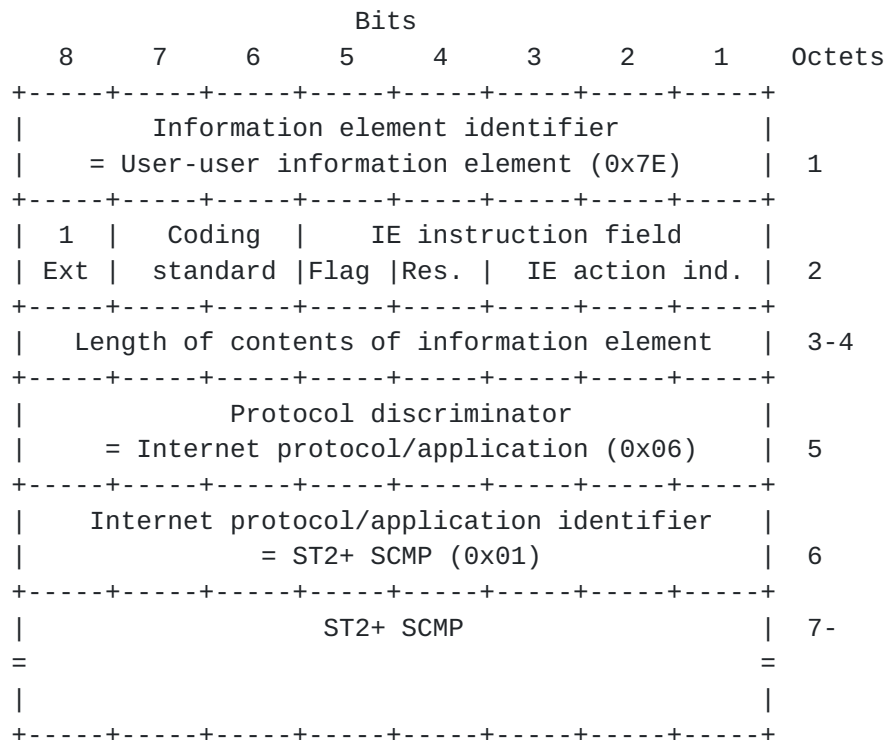 Bits
   8     7     6     5     4     3     2     1    Octets
+-----+-----+-----+-----+-----+-----+-----+-----+
|        Information element identifier         |
|    = User-user information element (0x7E)     |  1
+-----+-----+-----+-----+-----+-----+-----+-----+
|  1  |   Coding  |    IE instruction field     |
| Ext |  standard |Flag |Res. |  IE action ind. |  2
+-----+-----+-----+-----+-----+-----+-----+-----+
|   Length of contents of information element   |  3-4
+-----+-----+-----+-----+-----+-----+-----+-----+
|             Protocol discriminator            |
|     = Internet protocol/application (0x06)    |  5
+-----+-----+-----+-----+-----+-----+-----+-----+
|    Internet protocol/application identifier   |
|               = ST2+ SCMP (0x01)              |  6
+-----+-----+-----+-----+-----+-----+-----+-----+
|                   ST2+ SCMP                   |  7-
=                                               =
|                                               |
+-----+-----+-----+-----+-----+-----+-----+-----+